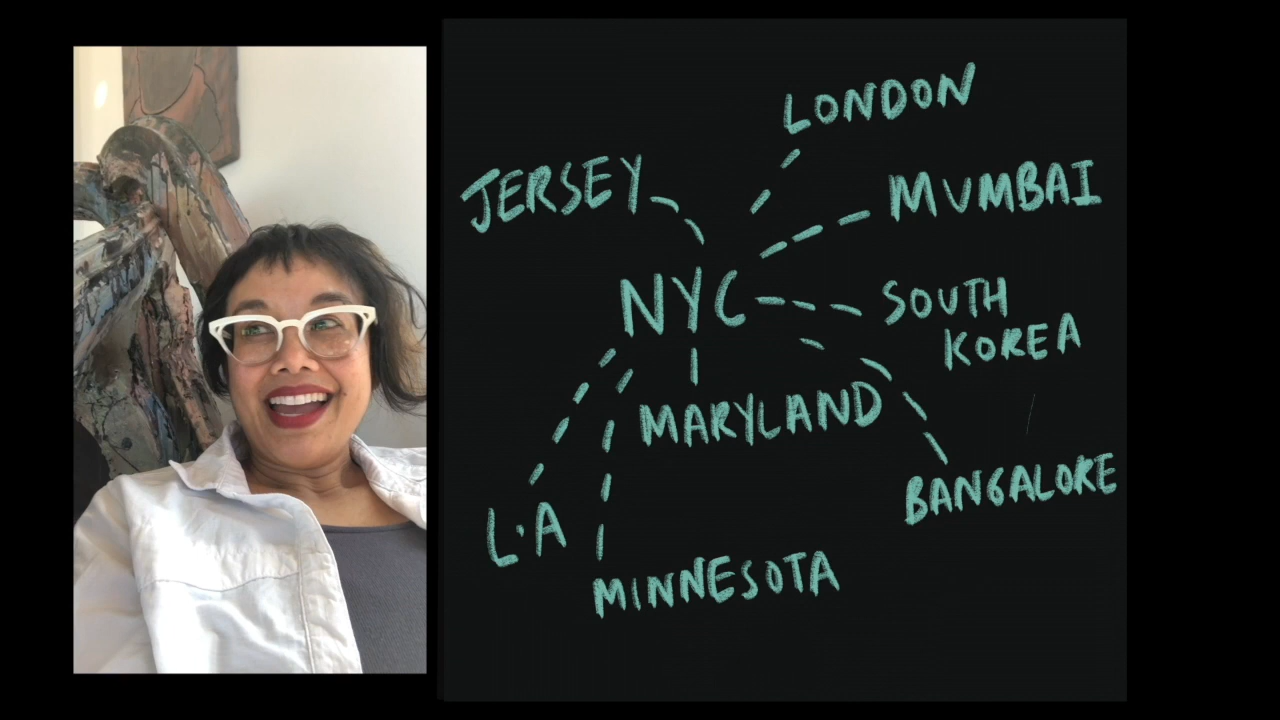 LONDON
JERSEY
MUMBAI
NYC
SOUTH
KOREA
MARYLAND
BANGALORE
L.A
MINNESOTA